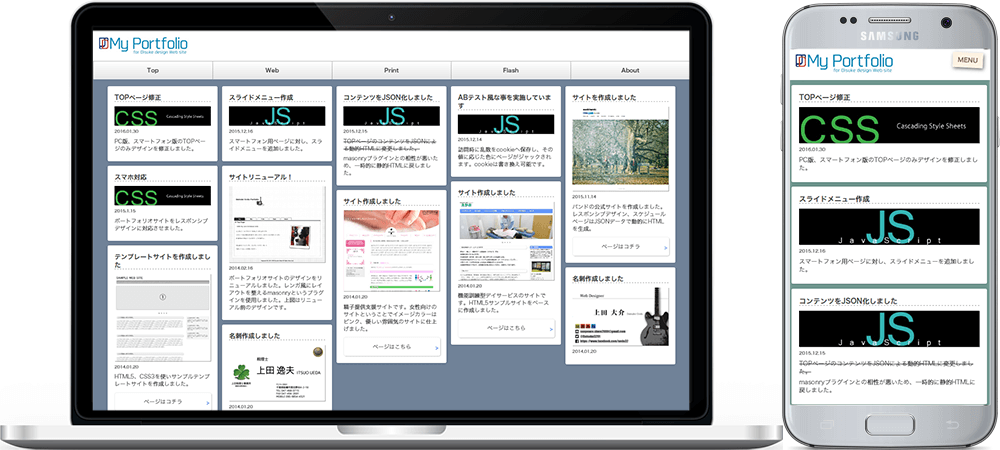 My Portfolio
for Disuke design Web site
Top
Web
Print
Flash
About
TOPページ修正
CSS
Cascading Style Sheets
2016.01.30
PC版、スマートフォン版のTOPペ
ージのみデザインを修正しました。
スマホ対応
CSS
Cascading Style Sheets
2015.1.15
ポートフォリオサイトをレスポンシブ
デザインに対応させました。
テンプレートサイトを作成しまし
た
SAMPLE WEB SITE
2014.01.30
HTML5、CSS3を使いサンプルテンプ
レートサイトを作成しました。
ページはコチラ
スライドメニュー作成
JS
JavaScript
2015.12.16
スマートフォン用ページに対し、スラ
イドメニューを追加しました。
サイトリニューアル！
2014.02.18
ポートフォリオサイトのデザインをリ
ニューアルしました。レンガ風にレイ
アウトを整えるmasonryというプラグ
インを使用しました。上図はリニュー
アル前のデザインです。
名刺作成しました
税理士
上田 逸夫
ITSUO UEDA
2014.01.20
コンテンツをJSON化しました
JS
JavaScript
2015.12.15
TOPページのコンテンツをJSONによ
る動的HTMLに変更しました。
masonryプラグインとの相性が悪いた
め、一時的に静的HTMLに戻しまし
た。
サイト作成しました
2014.01.20
精子提供支援サイトです。女性向けの
サイトということでイメージカラーは
ピンク、優しい雰囲気のサイトに仕上
げました。
ページはこちら
ABテスト風な事を実施していま
す
JS
JavaScript
2015.12.14
訪問時に乱数をcookieへ保存し、その
値に応じた色にページがジャックされ
ます。cookieは書き換え可能です。
サイト作成しました
2014.01.20
機能訓練型デイサービスのサイトで
す。HTML5サンプルサイトをベース
に作成しました。
ページはこちら
サイトを作成しました
2015.11.14
バンドの公式サイトを作成しました。
レスポンシブデザイン、スケジュール
ページはJSONデータで動的にHTML
を生成。
ページはコチラ
名刺作成しました
Web Designer
上田 大介
2014.01.20
SAMSUNG
My Portfolio
for Disuke design Web site
MENU
TOPページ修正
CSS
Cascading Style Sheets
2016.01.30
PC版、スマートフォン版のTOPページのみデザインを修正しまし
た。
スライドメニュー作成
JS
JavaScript
2015.12.16
スマートフォン用ページに対し、スライドメニューを追加しまし
た。
コンテンツをJSON化しました
JS
JavaScript
2015.12.15
TOPページのコンテンツをJSONによる動的HTMLに変更しまし
た。
masonryプラグインとの相性が悪いため、一時的に静的HTMLに
戻しました。